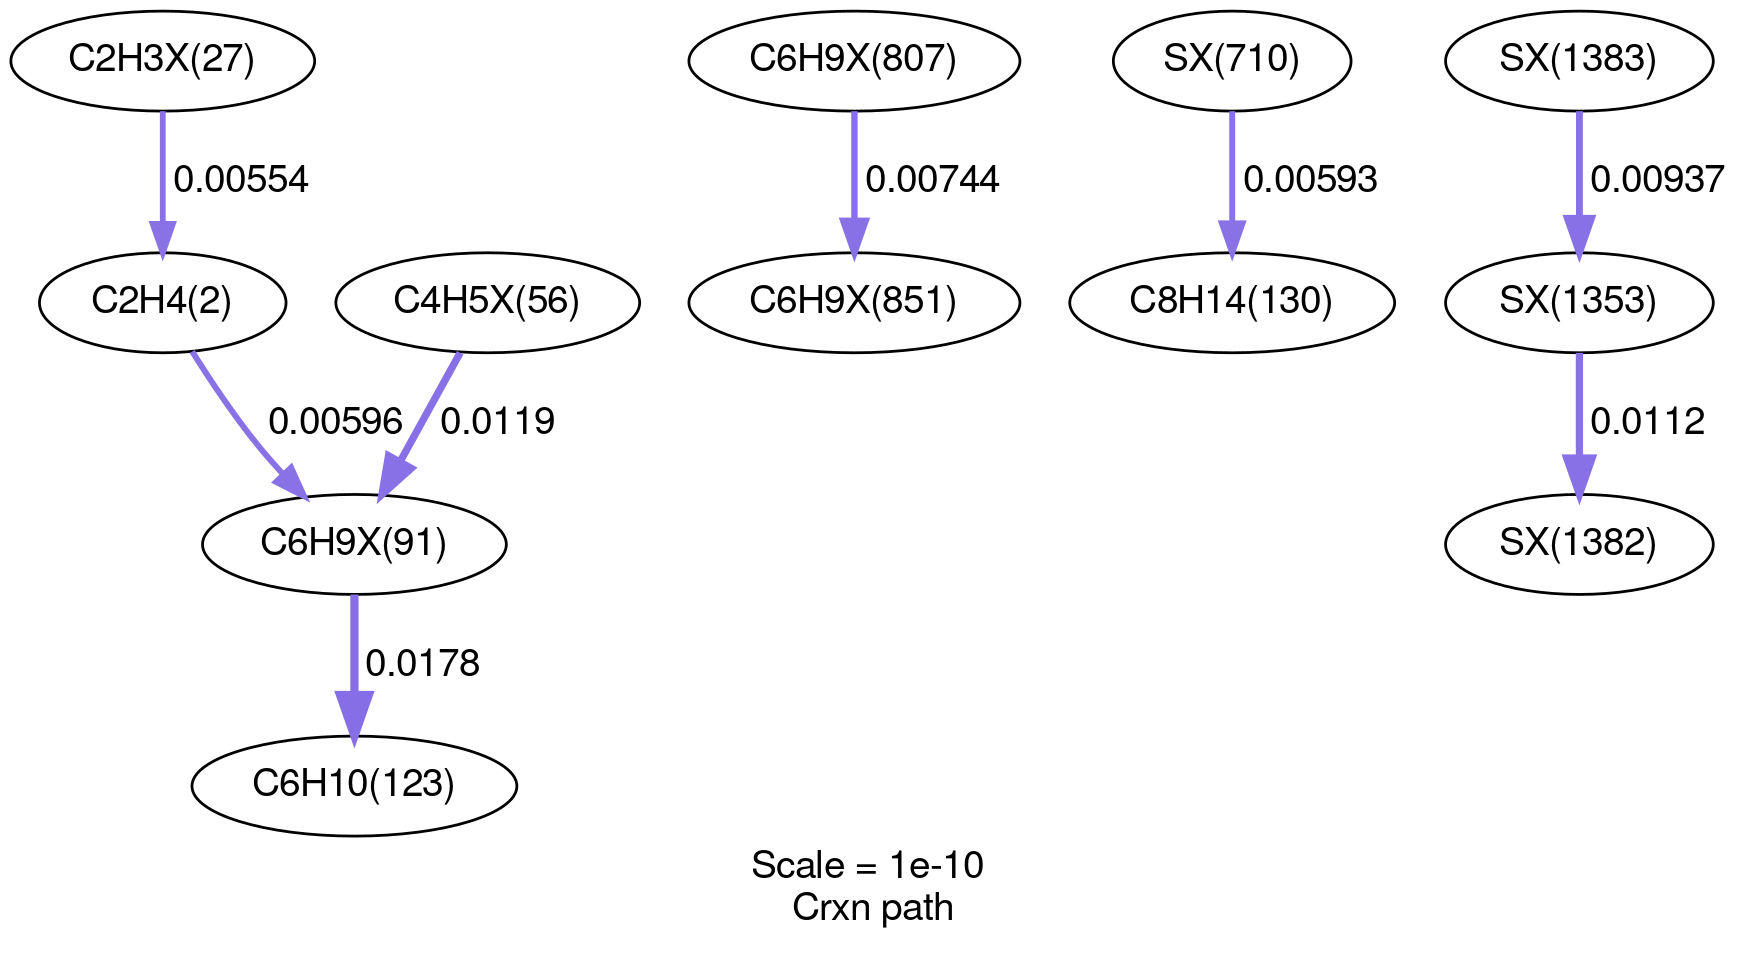 C2H3X(27)
C6H9X(807)
SX(710)
SX(1383)
0.00554
0.00744
0.00593
0.00937
C2H4(2)
C4H5X(56)
C6H9X(851)
C8H14(130)
SX(1353)
0.00596
0.0119
0.0112
C6H9X(91)
SX(1382)
0.0178
C6H10(123)
Scale = 1e-10
Crxn path